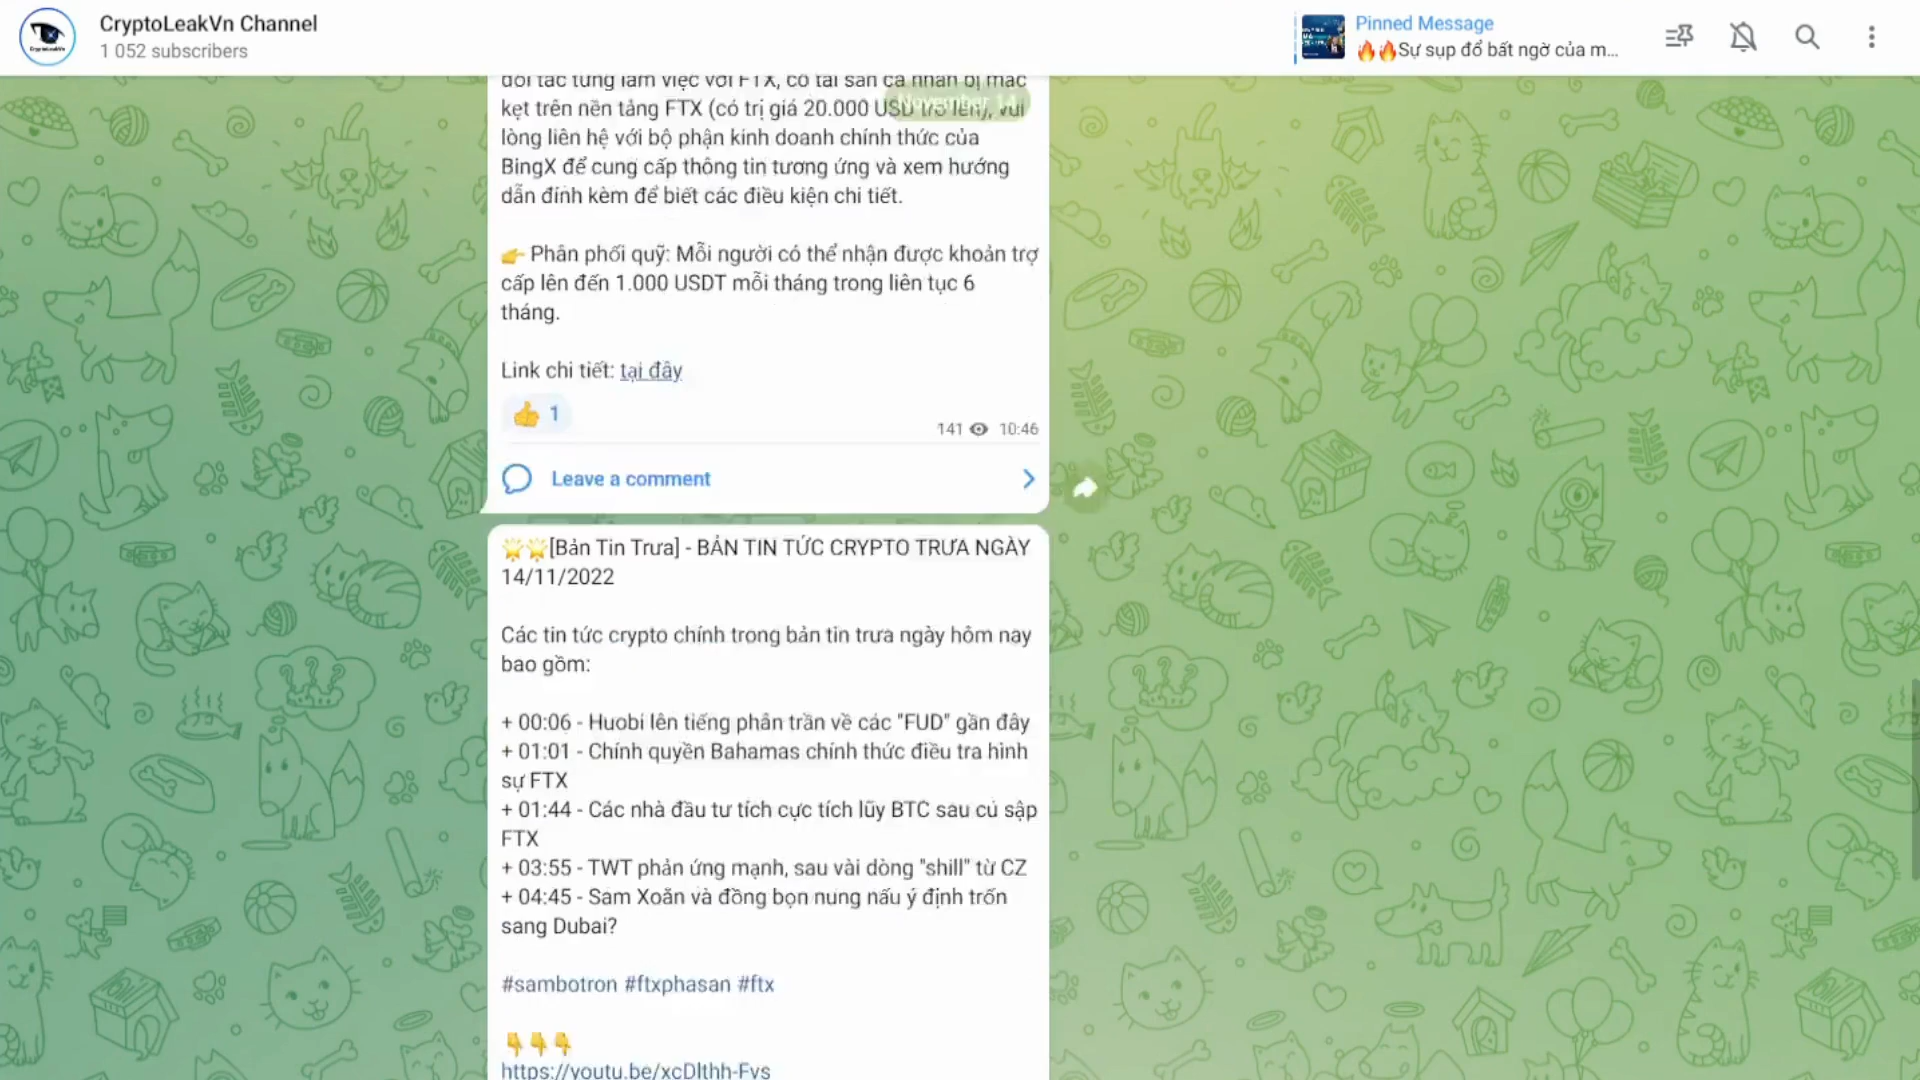 CryptoLeakVn Channel
1 052 subscribers
Pinned Message
🔥🔥Sự sụp đổ bất ngờ của m...
đối tác từng làm việc với FTX, có tài sản cá nhân bị mắc
November 14
kẹt trên nền tảng FTX (có trị giá 20.000 USD trở lên), vui
lòng liên hệ với bộ phận kinh doanh chính thức của
BingX để cung cấp thông tin tương ứng và xem hướng
dẫn đính kèm để biết các điều kiện chi tiết.
👉 Phân phối quỹ: Mỗi người có thể nhận được khoản trợ
cấp lên đến 1.000 USDT mỗi tháng trong liên tục 6
tháng.
Link chi tiết: tại đây
👍 1
141 10:46
Leave a comment
🌟🌟[Bản Tin Trưa] - BẢN TIN TỨC CRYPTO TRƯA NGÀY
14/11/2022
Các tin tức crypto chính trong bản tin trưa ngày hôm nay
bao gồm:
+ 00:06 - Huobi lên tiếng phân trần về các "FUD" gần đây
+ 01:01 - Chính quyền Bahamas chính thức điều tra hình
sự FTX
+ 01:44 - Các nhà đầu tư tích cực tích lũy BTC sau cú sập
FTX
+ 03:55 - TWT phản ứng mạnh, sau vài dòng "shill" từ CZ
+ 04:45 - Sam Xoăn và đồng bọn nung nấu ý định trốn
sang Dubai?
#sambotron #ftxphasan #ftx
👇👇👇
https://youtu.be/xcDlthh-Fvs